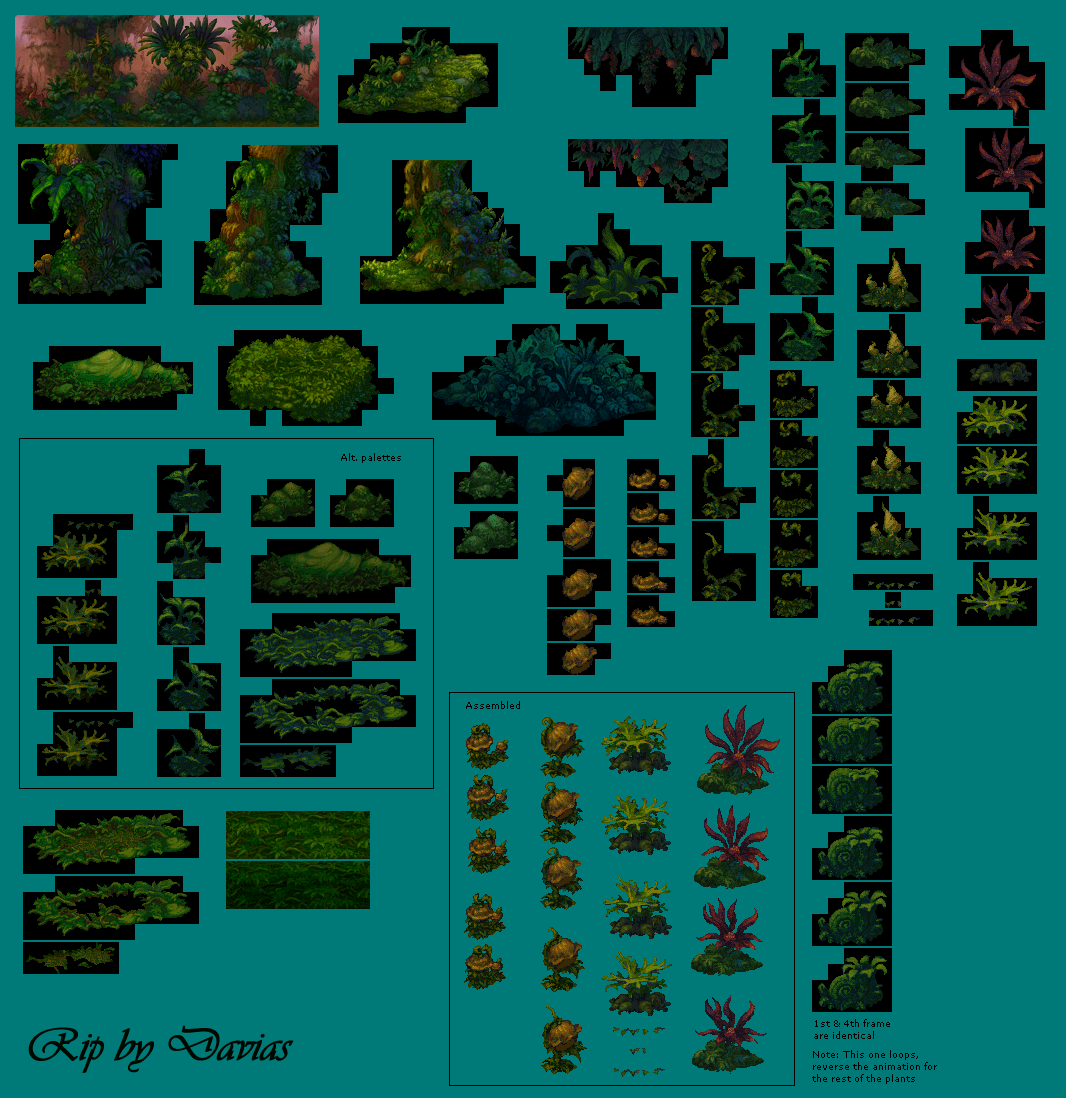 Alt. palettes
Assembled
1st & 4th frame
are identical
Note: This one loops,
reverse the animation for
the rest of the plants
Rip by Davias